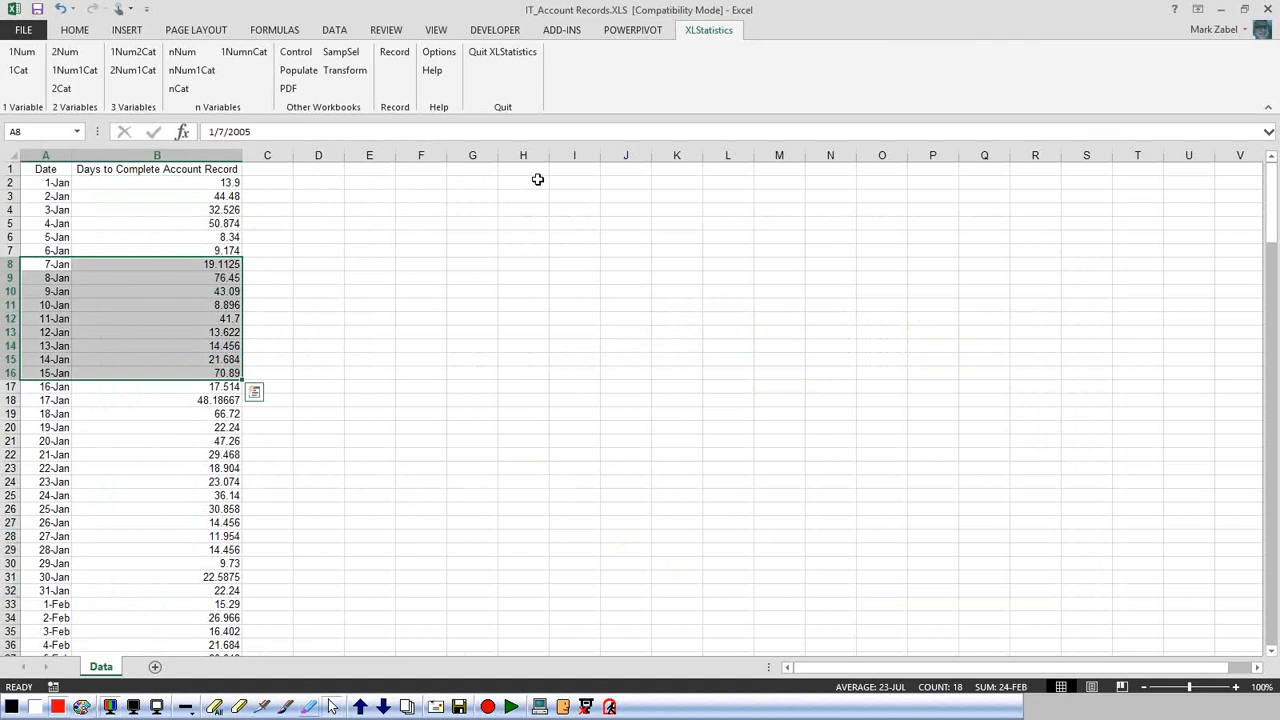 IT_Account Records.XLS [Compatibility Mode] - Excel
FILE HOME INSERT PAGE LAYOUT FORMULAS DATA REVIEW VIEW DEVELOPER ADD-INS POWERPIVOT XLStatistics Mark Zabel
1Num 2Num 1Num2Cat nNum 1NumnCat Control SampSel Record Options Quit XLStatistics
1Cat 1Num1Cat 2Num1Cat nNum1Cat Populate Transform Help
2Cat nCat PDF
1 Variable 2 Variables 3 Variables n Variables Other Workbooks Record Help Quit
A8 fx 1/7/2005
A B C D E F G H I J K L M N O P Q R S T U V
1 Date Days to Complete Account Record
2 1-Jan 13.9
3 2-Jan 44.48
4 3-Jan 32.526
5 4-Jan 50.874
6 5-Jan 8.34
7 6-Jan 9.174
8 7-Jan 19.1125
9 8-Jan 76.45
10 9-Jan 43.09
11 10-Jan 8.896
12 11-Jan 41.7
13 12-Jan 13.622
14 13-Jan 14.456
15 14-Jan 21.684
16 15-Jan 70.89
17 16-Jan 17.514
18 17-Jan 48.18667
19 18-Jan 66.72
20 19-Jan 22.24
21 20-Jan 47.26
22 21-Jan 29.468
23 22-Jan 18.904
24 23-Jan 23.074
25 24-Jan 36.14
26 25-Jan 30.858
27 26-Jan 14.456
28 27-Jan 11.954
29 28-Jan 14.456
30 29-Jan 9.73
31 30-Jan 22.5875
32 31-Jan 22.24
33 1-Feb 15.29
34 2-Feb 26.966
35 3-Feb 16.402
36 4-Feb 21.684
Data
READY AVERAGE: 23-JUL COUNT: 18 SUM: 24-FEB 100%